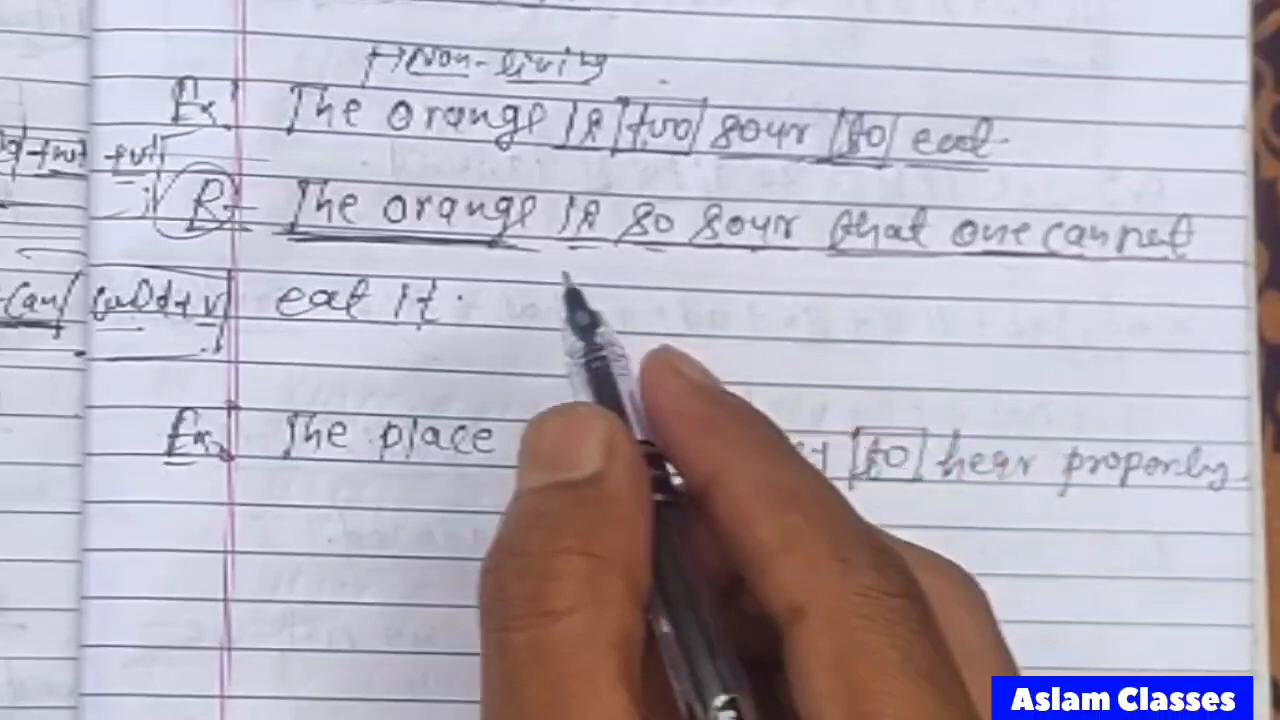 Non-living
Ex. The orange is too sour to eat.
R The orange is so sour that one cannot
can/ could+v eat it.
Ex2 The place to hear properly.
Aslam Classes